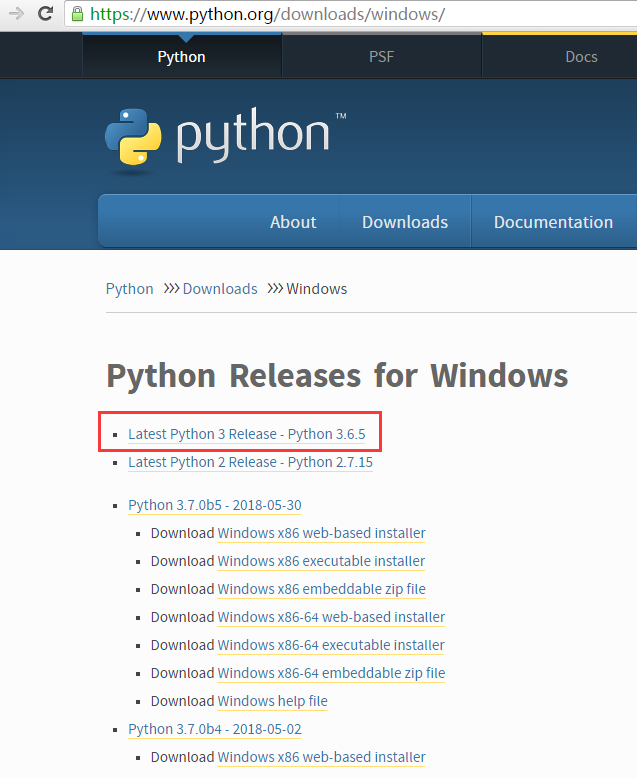 https://www.python.org/downloads/windows/
Python PSF Docs
python™
About Downloads Documentation
Python >>> Downloads >>> Windows
Python Releases for Windows
Latest Python 3 Release - Python 3.6.5
Latest Python 2 Release - Python 2.7.15
Python 3.7.0b5 - 2018-05-30
Download Windows x86 web-based installer
Download Windows x86 executable installer
Download Windows x86 embeddable zip file
Download Windows x86-64 web-based installer
Download Windows x86-64 executable installer
Download Windows x86-64 embeddable zip file
Download Windows help file
Python 3.7.0b4 - 2018-05-02
Download Windows x86 web-based installer